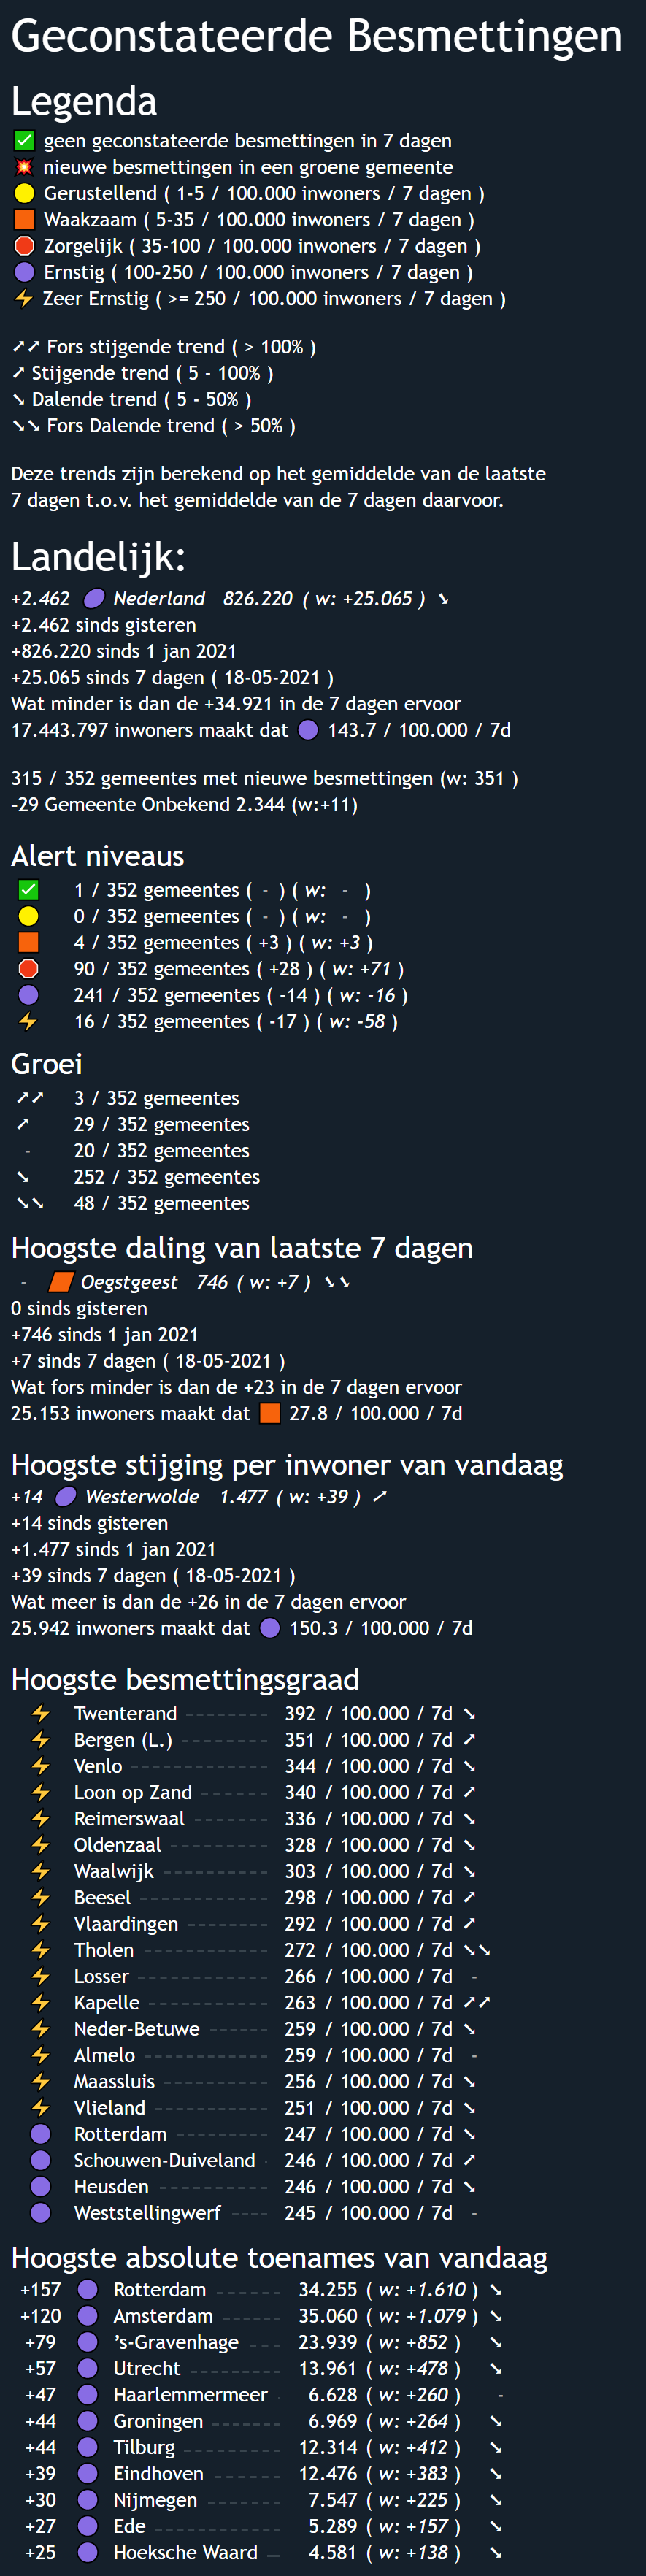 Geconstateerde Besmettingen
Legenda
✅ geen geconstateerde besmettingen in 7 dagen
💥 nieuwe besmettingen in een groene gemeente
🟡 Gerustellend ( 1-5 / 100.000 inwoners / 7 dagen )
🟧 Waakzaam ( 5-35 / 100.000 inwoners / 7 dagen )
🛑 Zorgelijk ( 35-100 / 100.000 inwoners / 7 dagen )
🟣 Ernstig ( 100-250 / 100.000 inwoners / 7 dagen )
⚡ Zeer Ernstig ( >= 250 / 100.000 inwoners / 7 dagen )
➚➚ Fors stijgende trend ( > 100% )
➚ Stijgende trend ( 5 - 100% )
➘ Dalende trend ( 5 - 50% )
➘➘ Fors Dalende trend ( > 50% )
Deze trends zijn berekend op het gemiddelde van de laatste
7 dagen t.o.v. het gemiddelde van de 7 dagen daarvoor.
Landelijk:
+2.462 🟣 Nederland 826.220 ( w: +25.065 ) ➘
+2.462 sinds gisteren
+826.220 sinds 1 jan 2021
+25.065 sinds 7 dagen ( 18-05-2021 )
Wat minder is dan de +34.921 in de 7 dagen ervoor
17.443.797 inwoners maakt dat 🟣 143.7 / 100.000 / 7d
315 / 352 gemeentes met nieuwe besmettingen (w: 351 )
-29 Gemeente Onbekend 2.344 (w:+11)
Alert niveaus
✅ 1 / 352 gemeentes ( - ) ( w: - )
🟡 0 / 352 gemeentes ( - ) ( w: - )
🟧 4 / 352 gemeentes ( +3 ) ( w: +3 )
🛑 90 / 352 gemeentes ( +28 ) ( w: +71 )
🟣 241 / 352 gemeentes ( -14 ) ( w: -16 )
⚡ 16 / 352 gemeentes ( -17 ) ( w: -58 )
Groei
➚➚ 3 / 352 gemeentes
➚ 29 / 352 gemeentes
- 20 / 352 gemeentes
➘ 252 / 352 gemeentes
➘➘ 48 / 352 gemeentes
Hoogste daling van laatste 7 dagen
- 🟧 Oegstgeest 746 ( w: +7 ) ➘➘
0 sinds gisteren
+746 sinds 1 jan 2021
+7 sinds 7 dagen ( 18-05-2021 )
Wat fors minder is dan de +23 in de 7 dagen ervoor
25.153 inwoners maakt dat 🟧 27.8 / 100.000 / 7d
Hoogste stijging per inwoner van vandaag
+14 🟣 Westerwolde 1.477 ( w: +39 ) ➚
+14 sinds gisteren
+1.477 sinds 1 jan 2021
+39 sinds 7 dagen ( 18-05-2021 )
Wat meer is dan de +26 in de 7 dagen ervoor
25.942 inwoners maakt dat 🟣 150.3 / 100.000 / 7d
Hoogste besmettingsgraad
⚡ Twenterand -------- 392 / 100.000 / 7d ➘
⚡ Bergen (L.) -------- 351 / 100.000 / 7d ➚
⚡ Venlo ------------- 344 / 100.000 / 7d ➘
⚡ Loon op Zand ------ 340 / 100.000 / 7d ➚
⚡ Reimerswaal ------- 336 / 100.000 / 7d ➘
⚡ Oldenzaal --------- 328 / 100.000 / 7d ➘
⚡ Waalwijk ---------- 303 / 100.000 / 7d ➘
⚡ Beesel ------------ 298 / 100.000 / 7d ➚
⚡ Vlaardingen -------- 292 / 100.000 / 7d ➚
⚡ Tholen ------------ 272 / 100.000 / 7d ➘➘
⚡ Losser ------------ 266 / 100.000 / 7d -
⚡ Kapelle ----------- 263 / 100.000 / 7d ➚➚
⚡ Neder-Betuwe ------ 259 / 100.000 / 7d ➘
⚡ Almelo ------------ 259 / 100.000 / 7d -
⚡ Maassluis ---------- 256 / 100.000 / 7d ➘
⚡ Vlieland ----------- 251 / 100.000 / 7d ➘
🟣 Rotterdam --------- 247 / 100.000 / 7d ➘
🟣 Schouwen-Duiveland - 246 / 100.000 / 7d ➚
🟣 Heusden ---------- 246 / 100.000 / 7d ➘
🟣 Weststellingwerf ---- 245 / 100.000 / 7d -
Hoogste absolute toenames van vandaag
+157 🟣 Rotterdam ------ 34.255 ( w: +1.610 ) ➘
+120 🟣 Amsterdam ------ 35.060 ( w: +1.079 ) ➘
+79 🟣 's-Gravenhage --- 23.939 ( w: +852 ) ➘
+57 🟣 Utrecht --------- 13.961 ( w: +478 ) ➘
+47 🟣 Haarlemmermeer - 6.628 ( w: +260 ) -
+44 🟣 Groningen ------- 6.969 ( w: +264 ) ➘
+44 🟣 Tilburg ---------- 12.314 ( w: +412 ) ➘
+39 🟣 Eindhoven ------ 12.476 ( w: +383 ) ➘
+30 🟣 Nijmegen ------- 7.547 ( w: +225 ) ➘
+27 🟣 Ede ------------ 5.289 ( w: +157 ) ➘
+25 🟣 Hoeksche Waard -- 4.581 ( w: +138 ) ➘